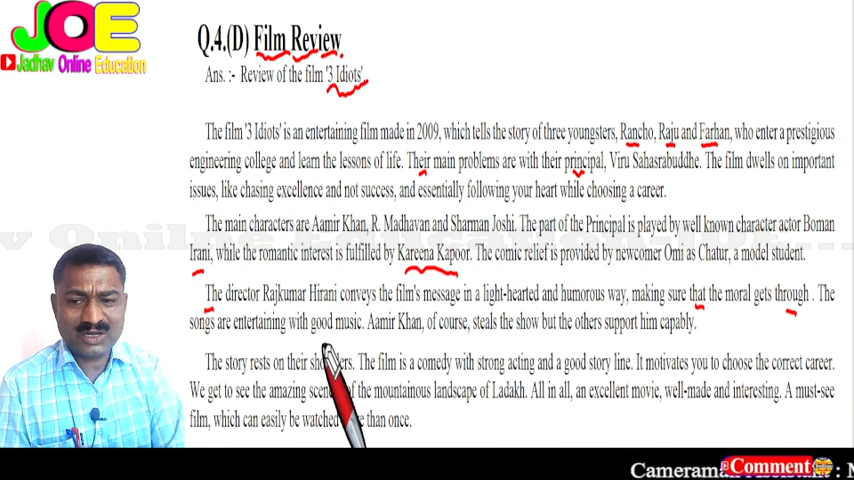 JOE
Jadhav Online Education
Q.4.(D) Film Review
Ans. :- Review of the film '3 Idiots'
The film '3 Idiots' is an entertaining film made in 2009, which tells the story of three youngsters, Rancho, Raju and Farhan, who enter a prestigious
engineering college and learn the lessons of life. Their main problems are with their principal, Viru Sahasrabuddhe. The film dwells on important
issues, like chasing excellence and not success, and essentially following your heart while choosing a career.
The main characters are Aamir Khan, R. Madhavan and Sharman Joshi. The part of the Principal is played by well known character actor Boman
Irani, while the romantic interest is fulfilled by Kareena Kapoor. The comic relief is provided by newcomer Omi as Chatur, a model student.
The director Rajkumar Hirani conveys the film's message in a light-hearted and humorous way, making sure that the moral gets through . The
songs are entertaining with good music. Aamir Khan, of course, steals the show but the others support him capably.
The story rests on their The film is a comedy with strong acting and a good story line. It motivates you to choose the correct career.
We get to see the amazing of the mountainous landscape of Ladakh. All in all, an excellent movie, well-made and interesting. A must-see
film, which can easily be watched than once.
Comment